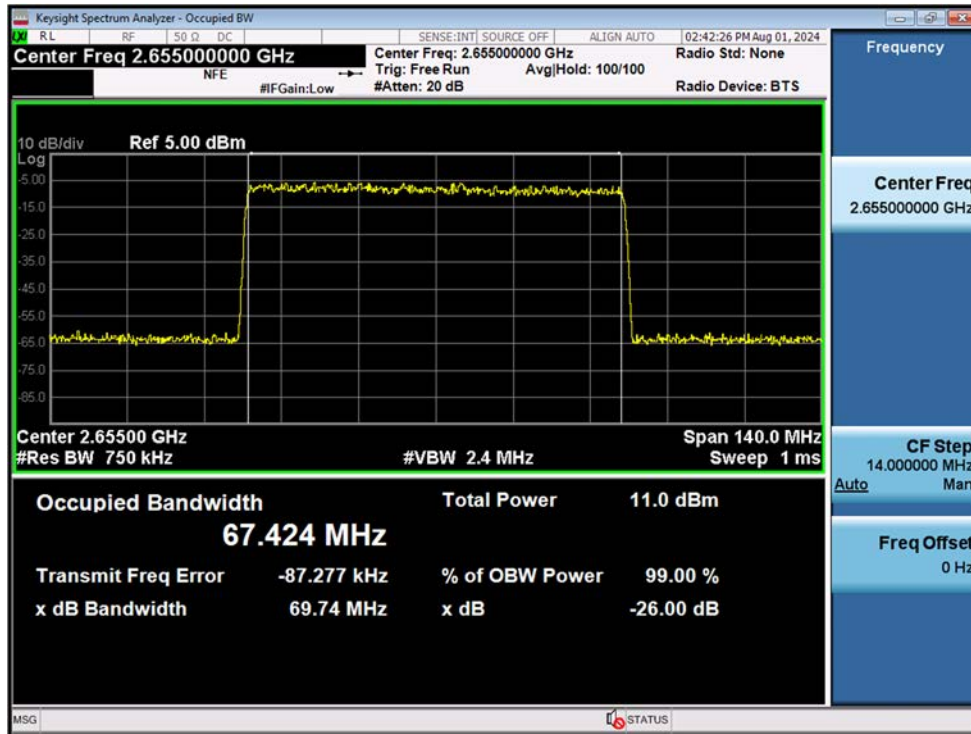 Keysight Spectrum Analyzer - Occupied BW
LXI RL RF 50 Ω DC SENSE:INT SOURCE OFF ALIGN AUTO 02:42:26 PM Aug 01, 2024
Center Freq 2.655000000 GHz
NFE
#IFGain:Low
Center Freq: 2.655000000 GHz
Trig: Free Run Avg|Hold: 100/100
#Atten: 20 dB
Radio Std: None
Radio Device: BTS
10 dB/div Ref 5.00 dBm
Log
-5.00
-15.0
-25.0
-35.0
-45.0
-55.0
-65.0
-75.0
-85.0
Center 2.65500 GHz Span 140.0 MHz
#Res BW 750 kHz #VBW 2.4 MHz Sweep 1 ms
Occupied Bandwidth Total Power 11.0 dBm
67.424 MHz
Transmit Freq Error -87.277 kHz % of OBW Power 99.00 %
x dB Bandwidth 69.74 MHz x dB -26.00 dB
MSG STATUS
Frequency
Center Freq
2.655000000 GHz
CF Step
14.000000 MHz
Auto Man
Freq Offset
0 Hz